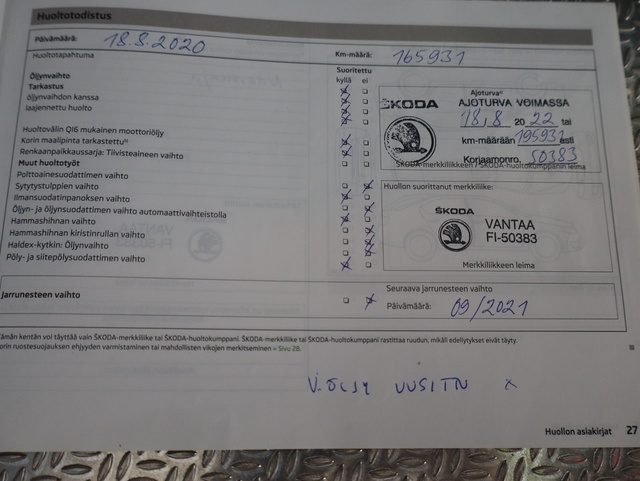 Huoltotodistus
Päivämäärä: 18.8.2020 Km-määrä: 165931
Huoltotapahtuma Suoritettu
kyllä ei
Öljynvaihto
Tarkastus
öljynvaihdon kanssa
laajennettu huolto
Huoltovälin QI6 mukainen moottoriöljy
Korin maalipinta tarkastettu
Renkaanpaikkaussarja: Tiivisteaineen vaihto
Muut huoltotyöt
Polttoainesuodattimen vaihto
Sytytystulppien vaihto
Ilmansuodatinpanoksen vaihto
Öljyn- ja öljynsuodattimen vaihto automaattivaihteistolla
Hammashihnan vaihto
Hammashihnan kiristinrullan vaihto
Haldex-kytkin: Öljynvaihto
Pöly- ja siitepölysuodattimen vaihto
Ajoturva
ŠKODA AJOTURVA VOIMASSA
18,8 2022 tai
km-määrään 195931 asti
Korjaamonro. 50383
ŠKODA-merkkiliikkeen / ŠKODA-huoltokumppanin leima
Huollon suorittanut merkkiliike:
ŠKODA
VANTAA
FI-50383
Merkkiliikkeen leima
Jarrunesteen vaihto
Seuraava jarrunesteen vaihto
Päivämäärä: 09/2021
Tämän kentän voi täyttää vain ŠKODA-merkkiliike tai ŠKODA-huoltokumppani. ŠKODA-merkkiliike tai ŠKODA-huoltokumppani rastittaa ruudun, mikäli edellytykset eivät täyty.
korin ruostesuojauksen ehjyyden varmistaminen tai mahdollisten vikojen merkitseminen » Sivu 28.
V.ÖLJY UUSITN x
Huollon asiakirjat 27